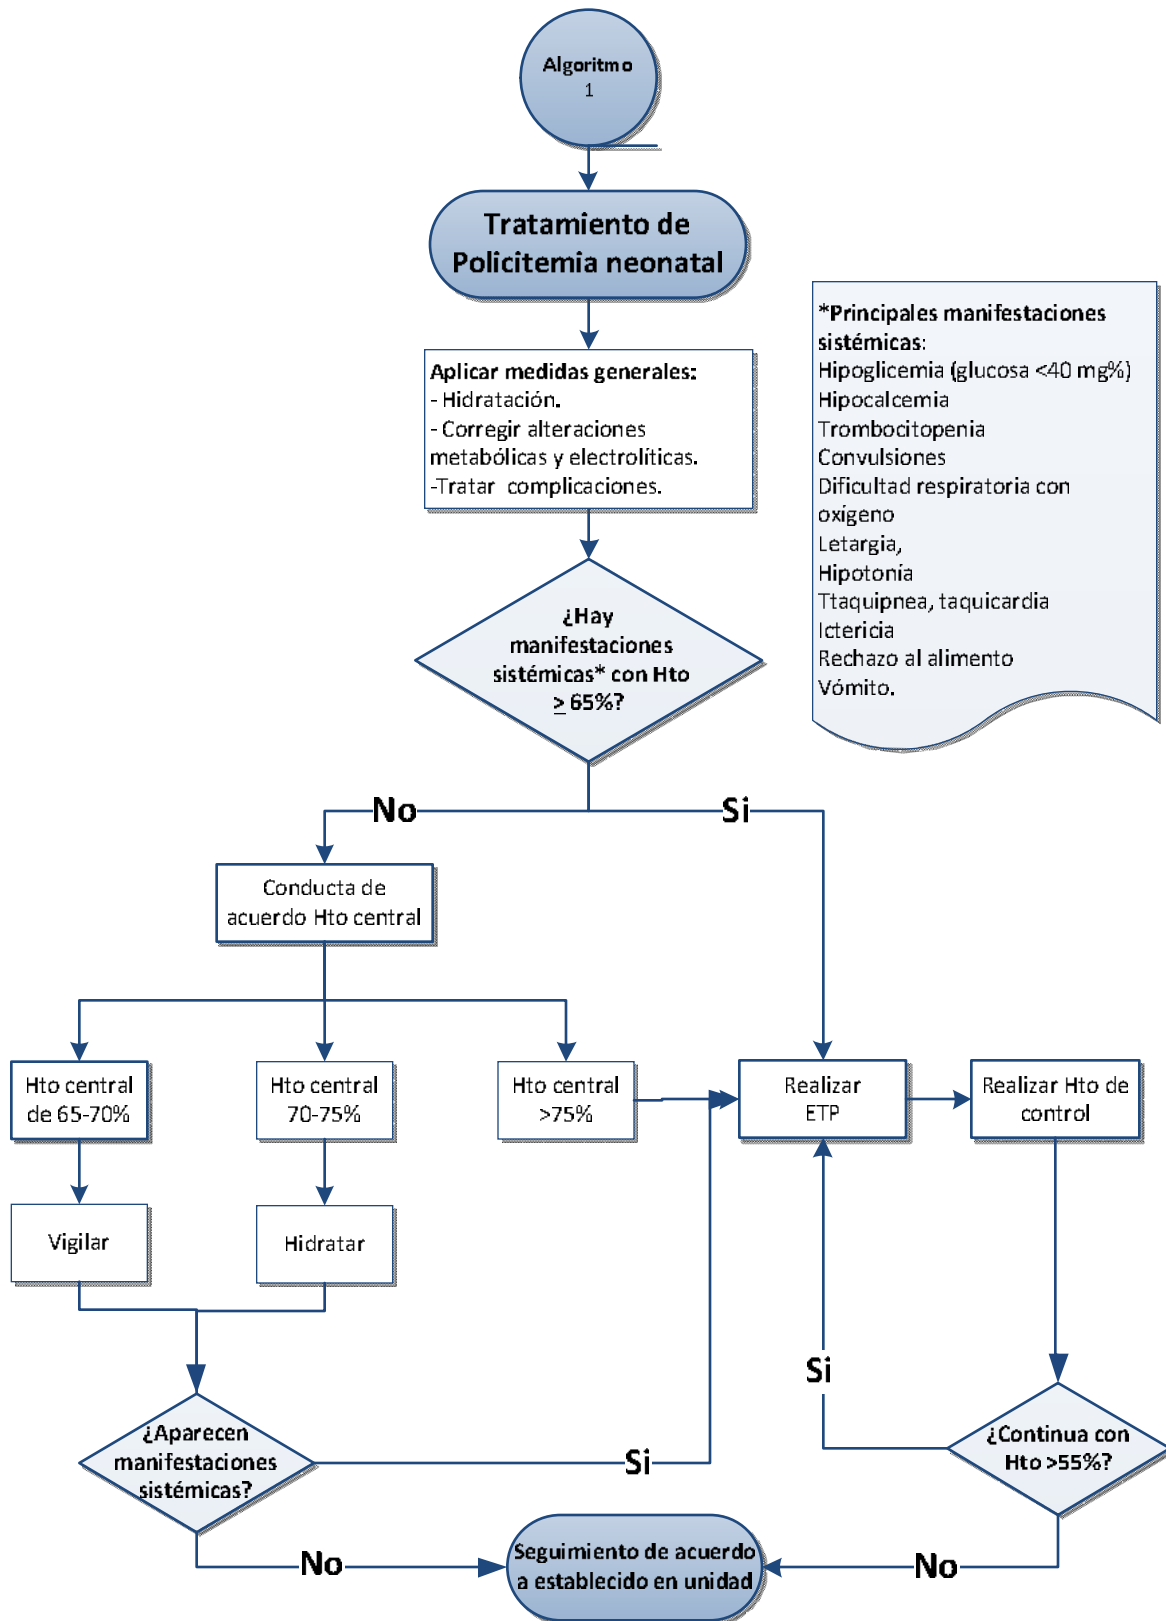 Algoritmo
1
Tratamiento de
Policitemia neonatal
Aplicar medidas generales:
- Hidratación.
- Corregir alteraciones
metabólicas y electrolíticas.
-Tratar complicaciones.
*Principales manifestaciones
sistémicas:
Hipoglicemia (glucosa <40 mg%)
Hipocalcemia
Trombocitopenia
Convulsiones
Dificultad respiratoria con
oxígeno
Letargia,
Hipotonía
Ttaquipnea, taquicardia
Ictericia
Rechazo al alimento
Vómito.
¿Hay
manifestaciones
sistémicas* con Hto
≥ 65%?
No
Si
Conducta de
acuerdo Hto central
Hto central
de 65-70%
Hto central
70-75%
Hto central
>75%
Realizar
ETP
Realizar Hto de
control
Vigilar
Hidratar
Si
¿Aparecen
manifestaciones
sistémicas?
Si
¿Continua con
Hto >55%?
No
Seguimiento de acuerdo
a establecido en unidad
No